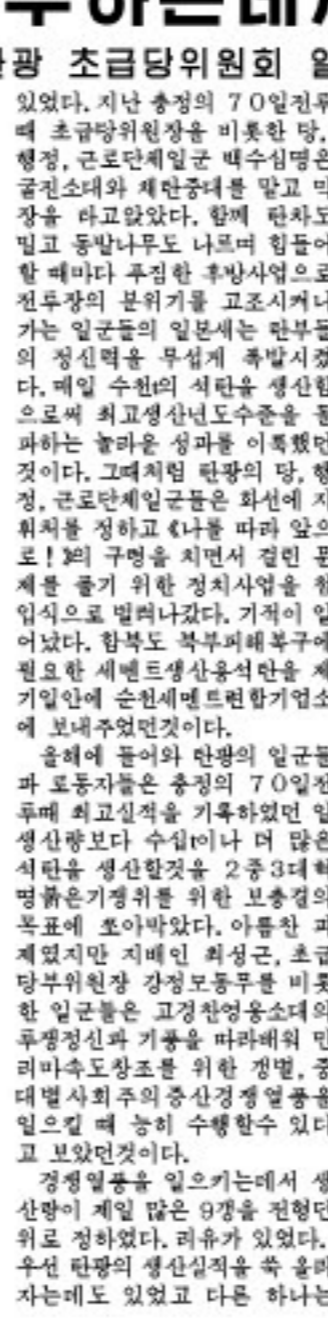 초급당위원회
있었다. 지난 충정의 70일전투
때 초급당위원장을 비롯한 당,
행정, 근로단체일군 백수십명은
굴진소대와 채탄중대를 맡고 막
장을 타고앉았다. 함께 탄차도
밀고 동발나무도 나르며 힘들어
할 때마다 푸짐한 후방사업으로
전투장의 분위기를 고조시켜나
가는 일군들의 일본새는 탄부들
의 정신력을 무섭게 폭발시켰
다. 매일 수천t의 석탄을 생산함
으로써 최고생산년도수준을 돌
파하는 놀라운 성과를 이룩했던
것이다. 그때처럼 탄광의 당, 행
정, 근로단체일군들은 화선에 지
휘처를 정하고 《나를 따라 앞으
로!》의 구령을 치면서 걸린 문
제를 풀기 위한 정치사업을 첨
입식으로 벌려나갔다. 기적이 일
어났다. 함북도 북부피해복구에
필요한 세멘트생산용석탄을 제
기일안에 순천세멘트련합기업소
에 보내주었던것이다.
올해에 들어와 탄광의 일군들
과 로동자들은 충정의 70일전
투때 최고실적을 기록하였던 일
생산량보다 수십t이나 더 많은
석탄을 생산할것을 2중3대혁
명붉은기쟁취를 위한 보충결의
목표에 쪼아박았다. 아름찬 과
제였지만 지배인 최성근, 초급
당부위원장 강정모동무를 비롯
한 일군들은 고경찬영웅소대의
투쟁정신과 기풍을 따라배워 만
리마속도창조를 위한 갱별, 중
대별사회주의증산경쟁열풍을
일으킬 때 능히 수행할수 있다
고 보았던것이다.
경쟁열풍을 일으키는데서 생
산량이 제일 많은 9갱을 전형단
위로 정하였다. 리유가 있었다.
우선 탄광의 생산실적을 쑥 올리
자는데도 있었고 다른 하나는